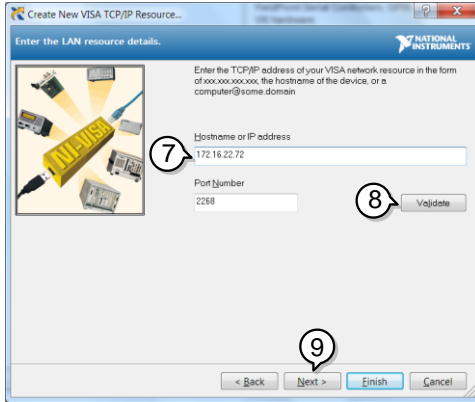 Create New VISA TCP/IP Resource...
Enter the LAN resource details.
NATIONAL
INSTRUMENTS
Enter the TCP/IP address of your VISA network resource in the form
of xxx.xxx.xxx.xxx, the hostname of the device, or a
computer@some.domain
NI-VISA
Hostname or IP address
7
172.16.22.72
Port Number
2268
8
Validate
9
< Back
Next >
Finish
Cancel